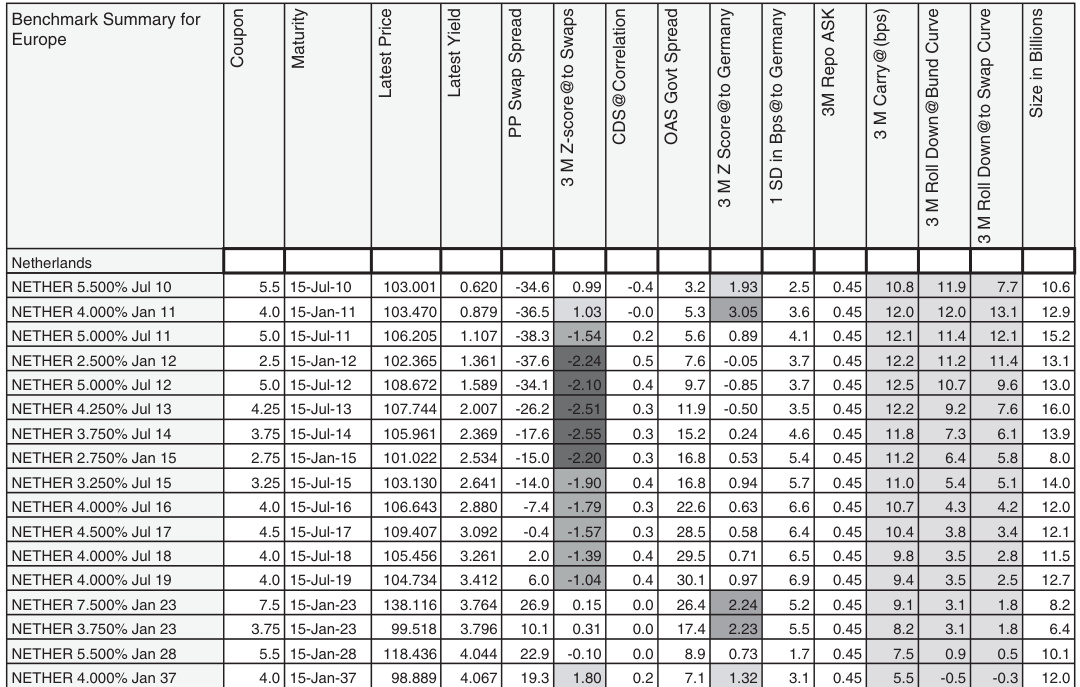 Benchmark Summary for Europe Coupon Maturity Latest Price Latest Yield PP Swap Spread 3 M Z-score@to Swaps CDS@Correlation OAS Govt Spread 3 M Z Score@to Germany 1 SD in Bps@to Germany 3M Repo ASK 3 M Carry@(bps) 3 M Roll Down@Bund Curve 3 M Roll Down@to Swap Curve Size in Billions
Netherlands
NETHER 5.500% Jul 10 5.5 15-Jul-10 103.001 0.620 -34.6 0.99 -0.4 3.2 1.93 2.5 0.45 10.8 11.9 7.7 10.6
NETHER 4.000% Jan 11 4.0 15-Jan-11 103.470 0.879 -36.5 1.03 -0.0 5.3 3.05 3.6 0.45 12.0 12.0 13.1 12.9
NETHER 5.000% Jul 11 5.0 15-Jul-11 106.205 1.107 -38.3 -1.54 0.2 5.6 0.89 4.1 0.45 12.1 11.4 12.1 15.2
NETHER 2.500% Jan 12 2.5 15-Jan-12 102.365 1.361 -37.6 -2.24 0.5 7.6 -0.05 3.7 0.45 12.2 11.2 11.4 13.1
NETHER 5.000% Jul 12 5.0 15-Jul-12 108.672 1.589 -34.1 -2.10 0.4 9.7 -0.85 3.7 0.45 12.5 10.7 9.6 13.0
NETHER 4.250% Jul 13 4.25 15-Jul-13 107.744 2.007 -26.2 -2.51 0.3 11.9 -0.50 3.5 0.45 12.2 9.2 7.6 16.0
NETHER 3.750% Jul 14 3.75 15-Jul-14 105.961 2.369 -17.6 -2.55 0.3 15.2 0.24 4.6 0.45 11.8 7.3 6.1 13.9
NETHER 2.750% Jan 15 2.75 15-Jan-15 101.022 2.534 -15.0 -2.20 0.3 16.8 0.53 5.4 0.45 11.2 6.4 5.8 8.0
NETHER 3.250% Jul 15 3.25 15-Jul-15 103.130 2.641 -14.0 -1.90 0.4 16.8 0.94 5.7 0.45 11.0 5.4 5.1 14.0
NETHER 4.000% Jul 16 4.0 15-Jul-16 106.643 2.880 -7.4 -1.79 0.3 22.6 0.63 6.6 0.45 10.7 4.3 4.2 12.0
NETHER 4.500% Jul 17 4.5 15-Jul-17 109.407 3.092 -0.4 -1.57 0.3 28.5 0.58 6.4 0.45 10.4 3.8 3.4 12.1
NETHER 4.000% Jul 18 4.0 15-Jul-18 105.456 3.261 2.0 -1.39 0.4 29.5 0.71 6.5 0.45 9.8 3.5 2.8 11.5
NETHER 4.000% Jul 19 4.0 15-Jul-19 104.734 3.412 6.0 -1.04 0.4 30.1 0.97 6.9 0.45 9.4 3.5 2.5 12.7
NETHER 7.500% Jan 23 7.5 15-Jan-23 138.116 3.764 26.9 0.15 0.0 26.4 2.24 5.2 0.45 9.1 3.1 1.8 8.2
NETHER 3.750% Jan 23 3.75 15-Jan-23 99.518 3.796 10.1 0.31 0.0 17.4 2.23 5.5 0.45 8.2 3.1 1.8 6.4
NETHER 5.500% Jan 28 5.5 15-Jan-28 118.436 4.044 22.9 -0.10 0.0 8.9 0.73 1.7 0.45 7.5 0.9 0.5 10.1
NETHER 4.000% Jan 37 4.0 15-Jan-37 98.889 4.067 19.3 1.80 0.2 7.1 1.32 3.1 0.45 5.5 -0.5 -0.3 12.0